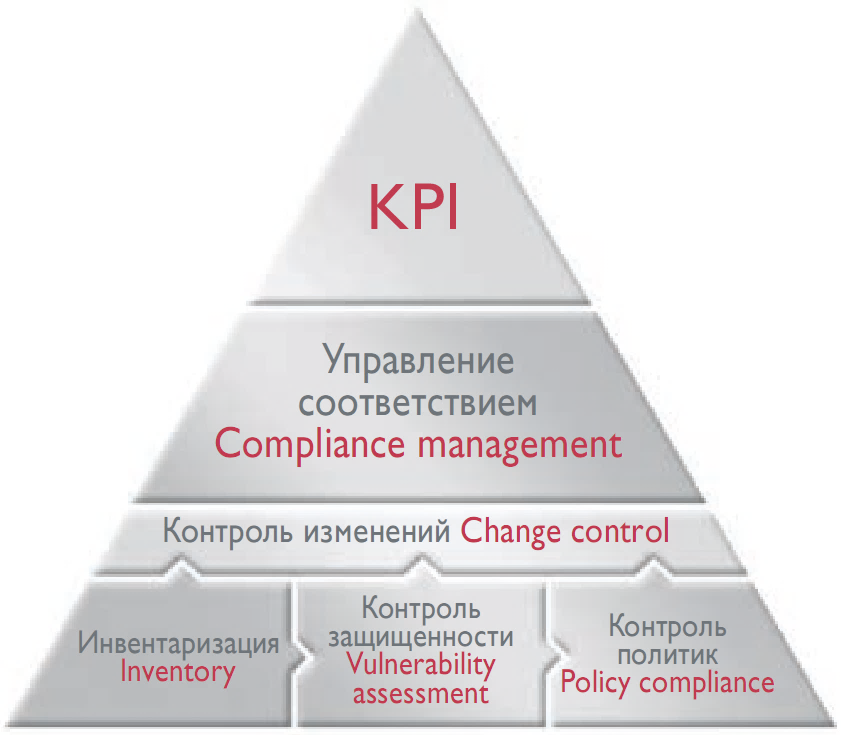 KPI
Управление
соответствием
Compliance management
Контроль изменений Change control
Инвентаризация
Inventory
Контроль
защищенности
Vulnerability
assessment
Контроль
политик
Policy compliance